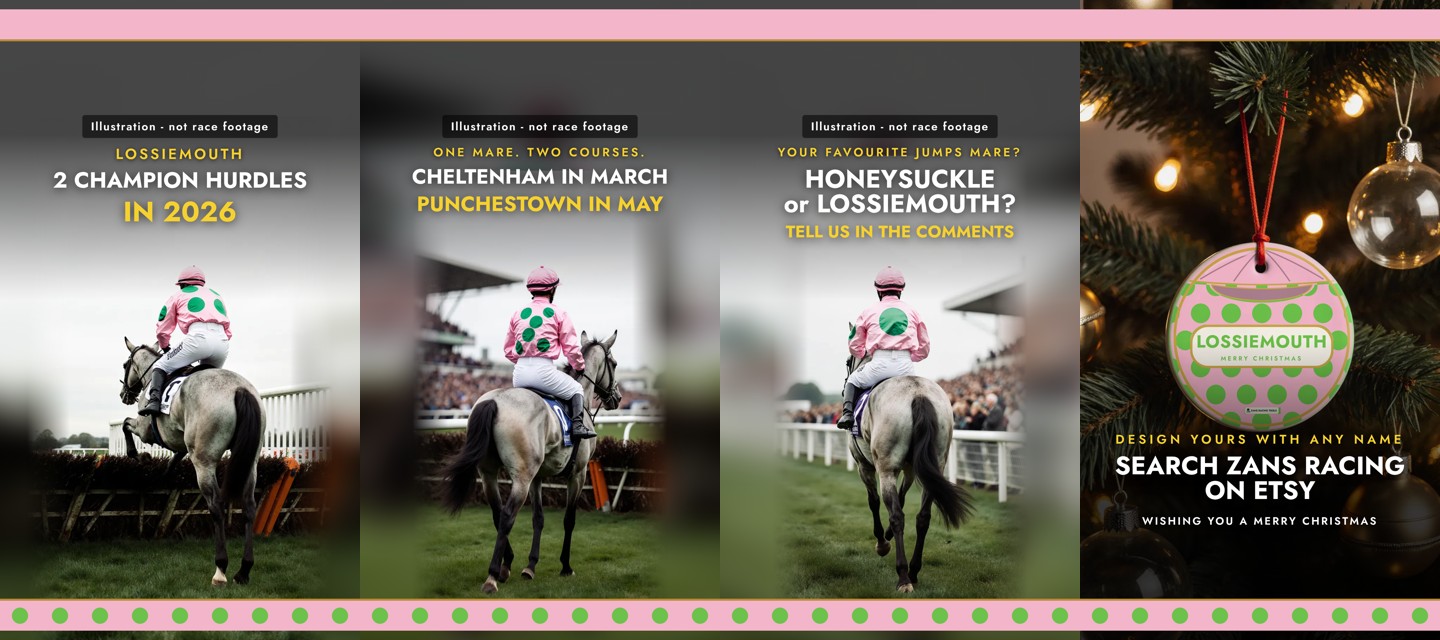 Illustration - not race footage
LOSSIEMOUTH
2 CHAMPION HURDLES
IN 2026
Illustration - not race footage
ONE MARE. TWO COURSES.
CHELTENHAM IN MARCH
PUNCHESTOWN IN MAY
Illustration - not race footage
YOUR FAVOURITE JUMPS MARE?
HONEYSUCKLE
or LOSSIEMOUTH?
TELL US IN THE COMMENTS
LOSSIEMOUTH
MERRY CHRISTMAS
DESIGN YOURS WITH ANY NAME
SEARCH ZANS RACING
ON ETSY
WISHING YOU A MERRY CHRISTMAS